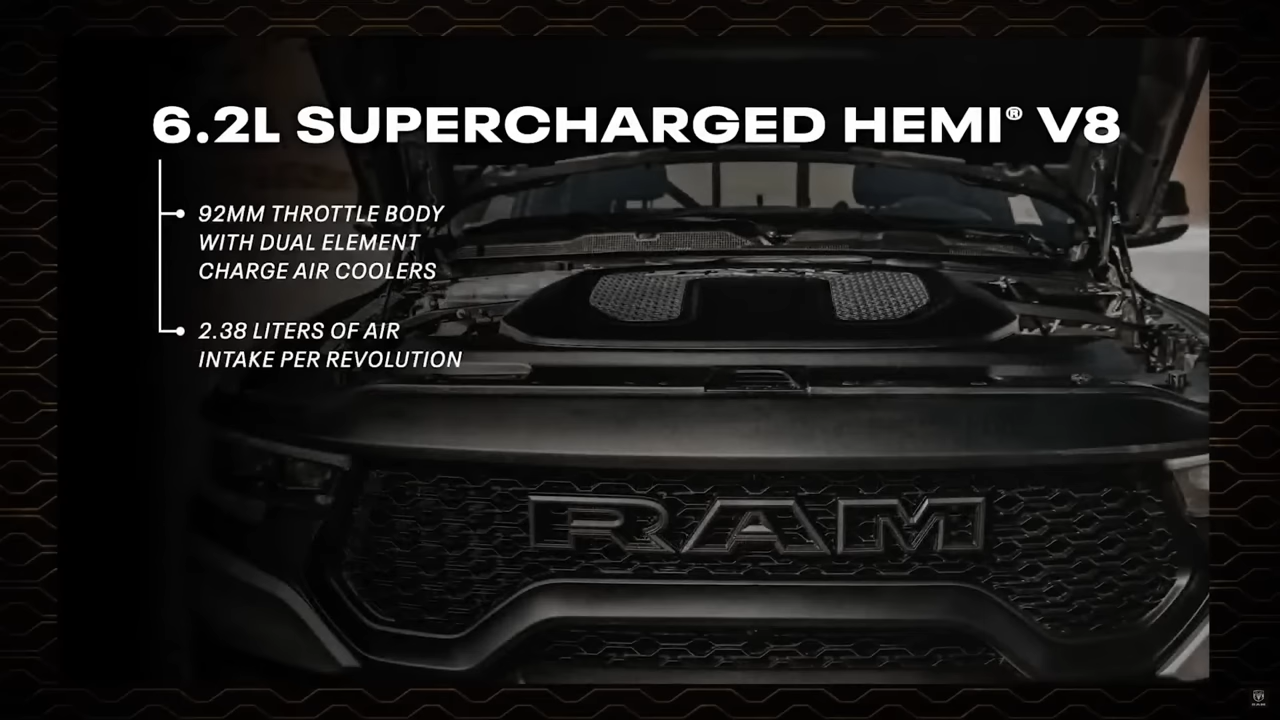 6.2L SUPERCHARGED HEMI® V8
92MM THROTTLE BODY
WITH DUAL ELEMENT
CHARGE AIR COOLERS
2.38 LITERS OF AIR
INTAKE PER REVOLUTION
RAM
RAM